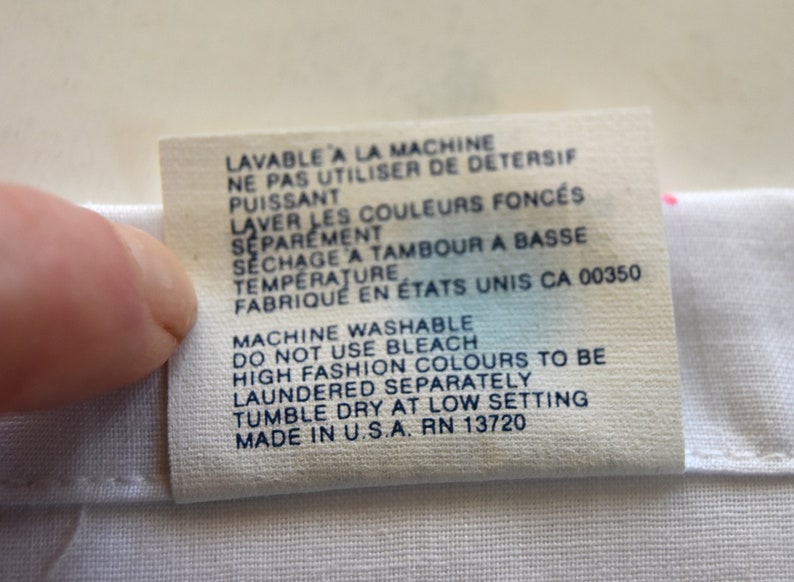 LAVABLE À LA MACHINE
NE PAS UTILISER DE DETERSIF
PUISSANT
LAVER LES COULEURS FONCÉS
SÉPARÉMENT
SÉCHAGE À TAMBOUR A BASSE
TEMPÉRATURE
FABRIQUÉ EN ÉTATS UNIS CA 00350
MACHINE WASHABLE
DO NOT USE BLEACH
HIGH FASHION COLOURS TO BE
LAUNDERED SEPARATELY
TUMBLE DRY AT LOW SETTING
MADE IN U.S.A. RN 13720